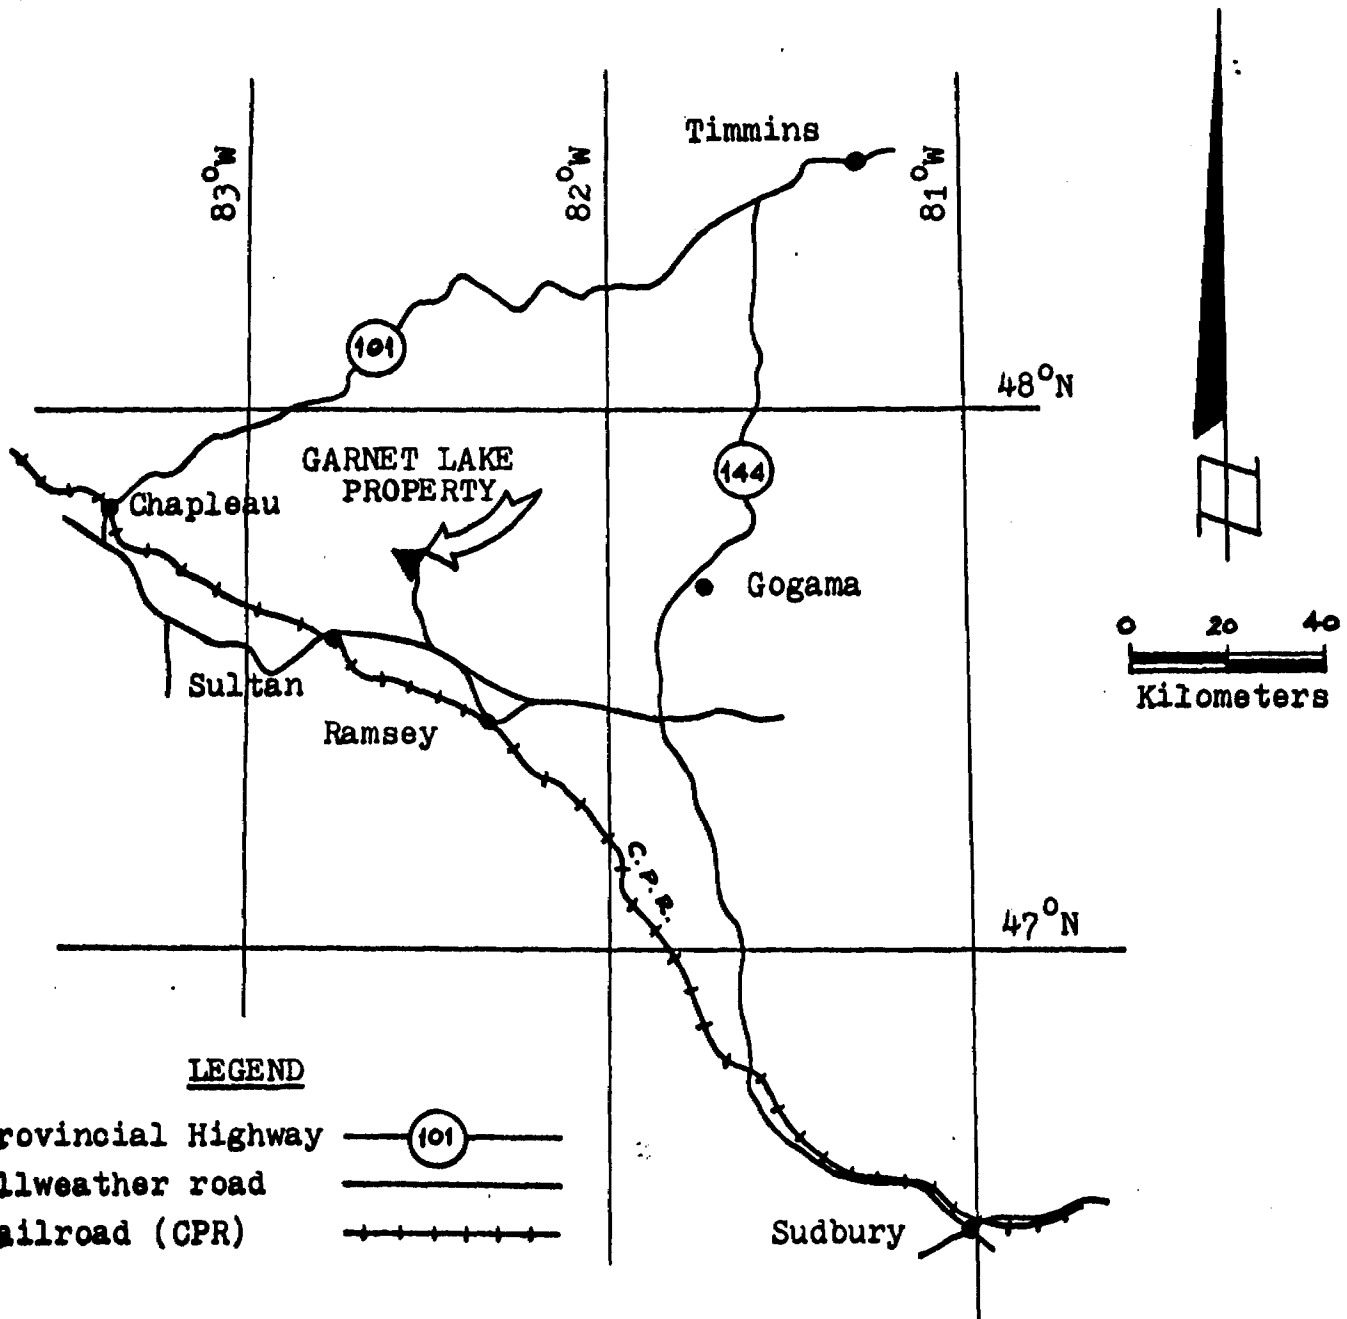 Timmins
83°W
82°W
81°W
101
48°N
GARNET LAKE
PROPERTY
144
Chapleau
Gogama
0 20 40
Kilometers
Sultan
Ramsey
C.P.R.
47°N
LEGEND
rovincial Highway 101
llweather road
ailroad (CPR)
Sudbury